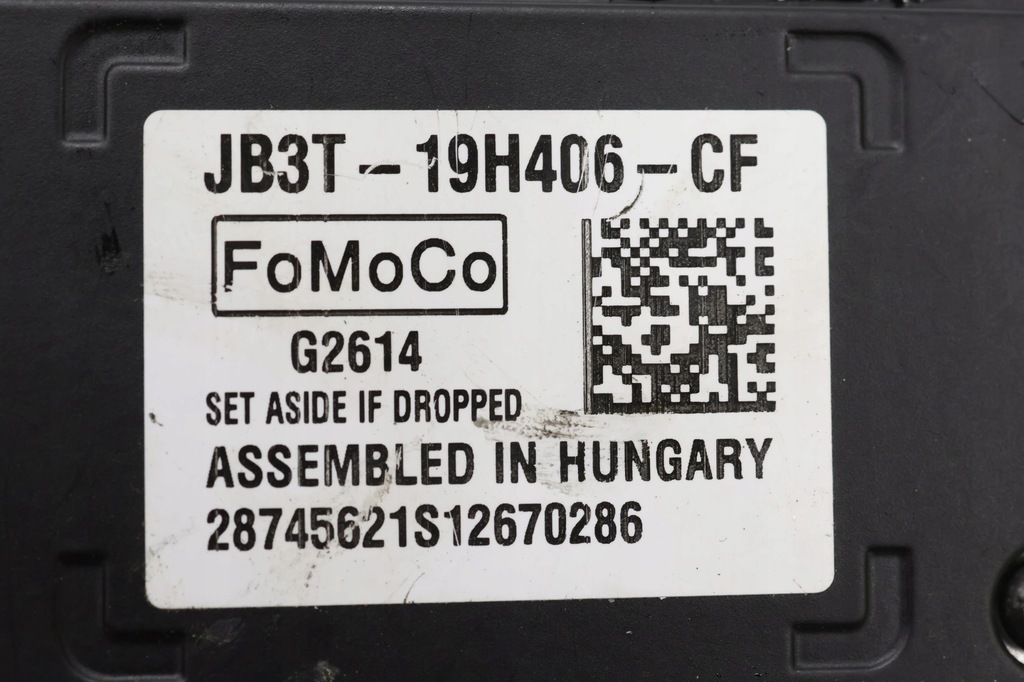 JB3T-19H406-CF
FoMoCo
G2614
SET ASIDE IF DROPPED
ASSEMBLED IN HUNGARY
28745621S12670286